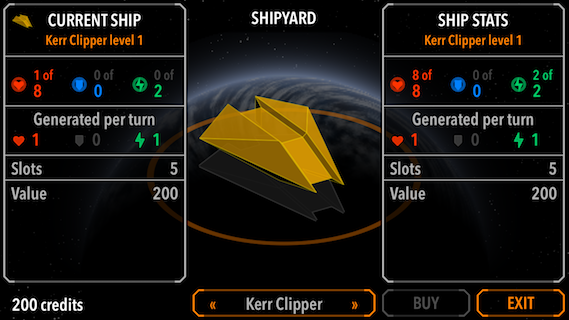 CURRENT SHIP
Kerr Clipper level 1
1 of 8
0 of 0
0 of 2
Generated per turn
1
0
1
Slots 5
Value 200
SHIPYARD
SHIP STATS
Kerr Clipper level 1
8 of 8
0 of 0
2 of 2
Generated per turn
1
0
1
Slots 5
Value 200
200 credits
« Kerr Clipper »
BUY
EXIT